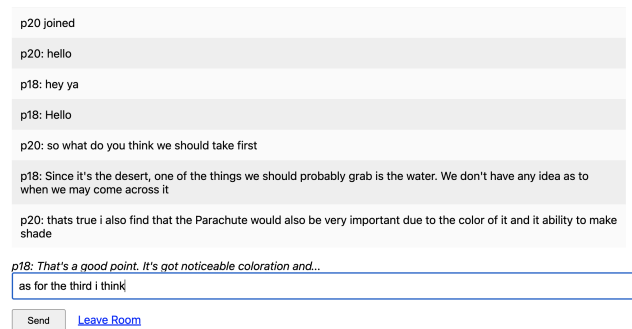 p20 joined
p20: hello
p18: hey ya
p18: Hello
p20: so what do you think we should take first
p18: Since it's the desert, one of the things we should probably grab is the water. We don't have any idea as to
when we may come across it
p20: thats true i also find that the Parachute would also be very important due to the color of it and it ability to make
shade
p18: That's a good point. It's got noticeable coloration and...
as for the third i think
Send Leave Room